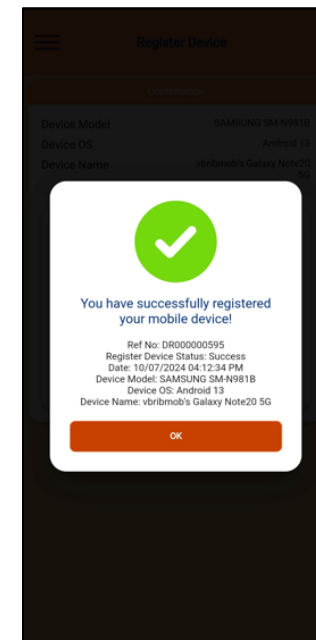 Register Device
Confirmation
Device Model SAMSUNG SM-N981B
Device OS Android 13
Device Name vbribmob's Galaxy Note20
5G
You have successfully registered
your mobile device!
Ref No: DR000000595
Register Device Status: Success
Date: 10/07/2024 04:12:34 PM
Device Model: SAMSUNG SM-N981B
Device OS: Android 13
Device Name: vbribmob's Galaxy Note20 5G
OK